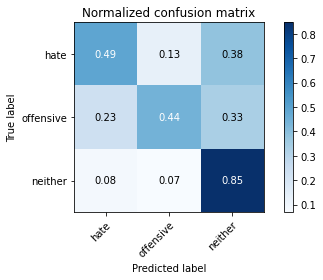 Normalized confusion matrix
True label
hate
0.49 0.13 0.38
offensive
0.23 0.44 0.33
neither
0.08 0.07 0.85
hate
offensive
neither
Predicted label
0.8
0.7
0.6
0.5
0.4
0.3
0.2
0.1